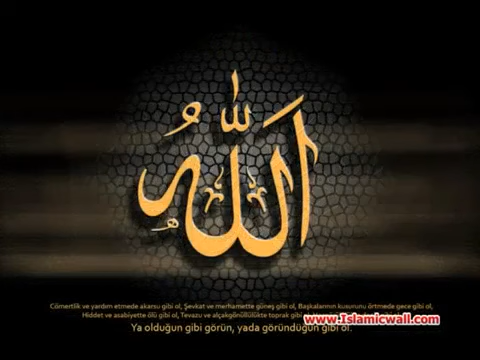 الله
Cömertlik ve yardım etmede akarsu gibi ol, Şevkat ve merhamette güneş gibi ol, Başkalarının kusurunu örtmede gece gibi ol,
Hiddet ve asabiyette ölü gibi ol, Tevazu ve alçakgönüllülükte toprak gibi
www.Islamicwall.com
Ya olduğun gibi görün, yada göründüğün gibi ol.